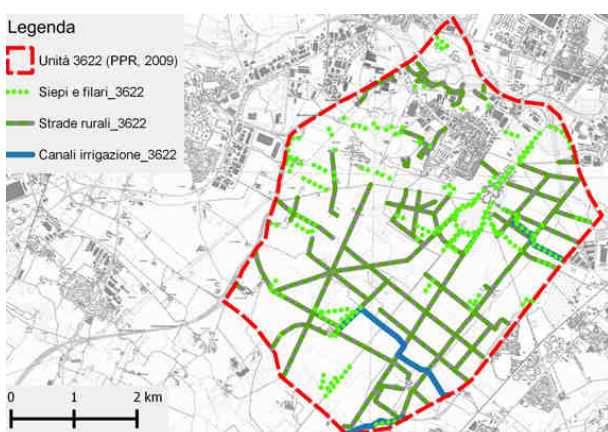 Legenda
Unità 3622 (PPR, 2009)
Siepi e filari_3622
Strade rurali_3622
Canali irrigazione_3622
0 1 2 km